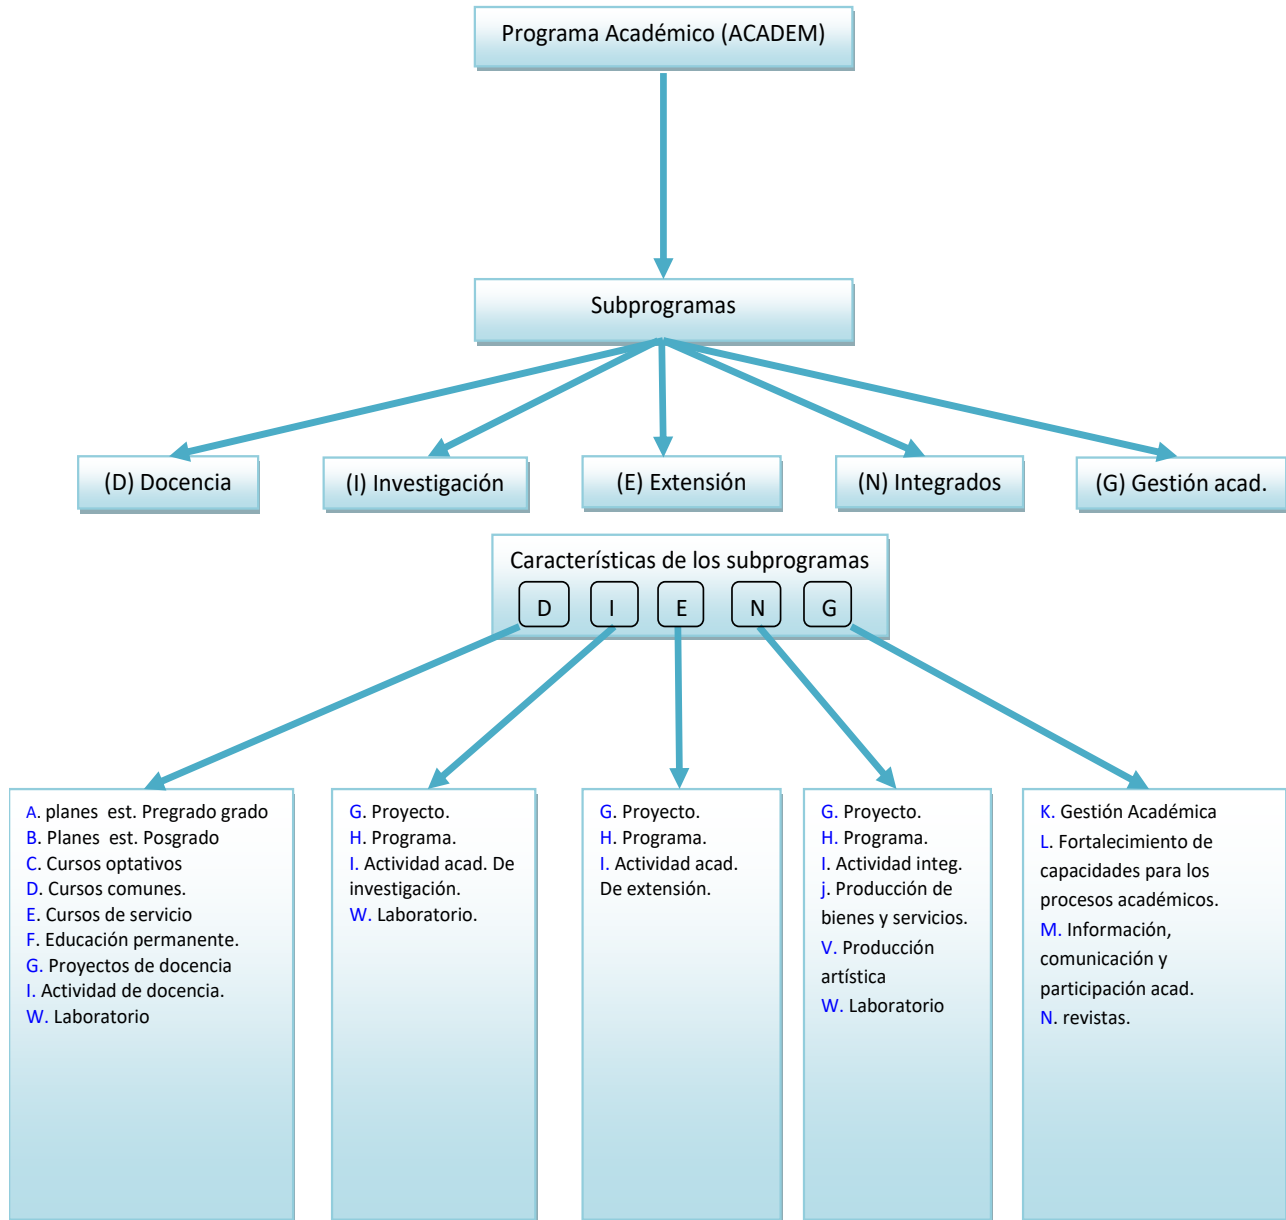 Programa Académico (ACADEM)
Subprogramas
(D) Docencia
(I) Investigación
(E) Extensión
(N) Integrados
(G) Gestión acad.
Características de los subprogramas
D I E N G
A. planes est. Pregrado grado
B. Planes est. Posgrado
C. Cursos optativos
D. Cursos comunes.
E. Cursos de servicio
F. Educación permanente.
G. Proyectos de docencia
I. Actividad de docencia.
W. Laboratorio
G. Proyecto.
H. Programa.
I. Actividad acad. De
investigación.
W. Laboratorio.
G. Proyecto.
H. Programa.
I. Actividad acad.
De extensión.
G. Proyecto.
H. Programa.
I. Actividad integ.
j. Producción de
bienes y servicios.
V. Producción
artística
W. Laboratorio
K. Gestión Académica
L. Fortalecimiento de
capacidades para los
procesos académicos.
M. Información,
comunicación y
participación acad.
N. revistas.